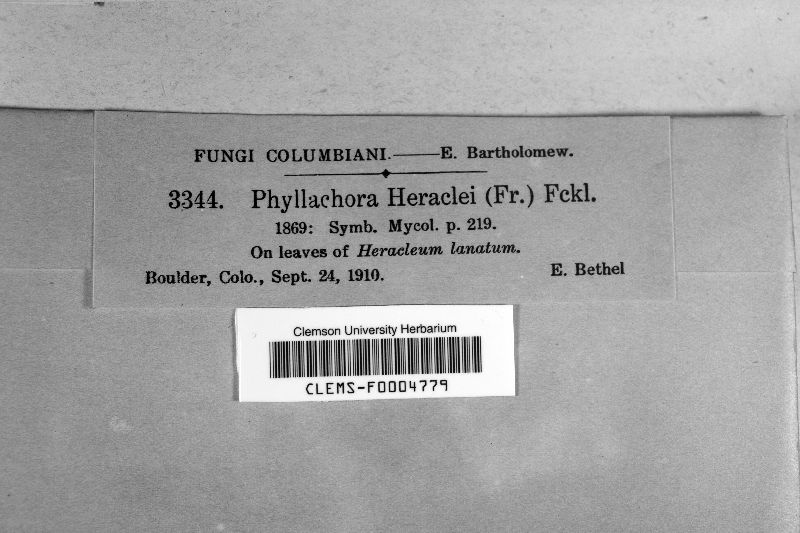 FUNGI COLUMBIANI.——E. Bartholomew.
3344. Phyllachora Heraclei (Fr.) Fckl.
1869: Symb. Mycol. p. 219.
On leaves of Heracleum lanatum.
Boulder, Colo., Sept. 24, 1910. E. Bethel
Clemson University Herbarium
CLEMS-F0004779